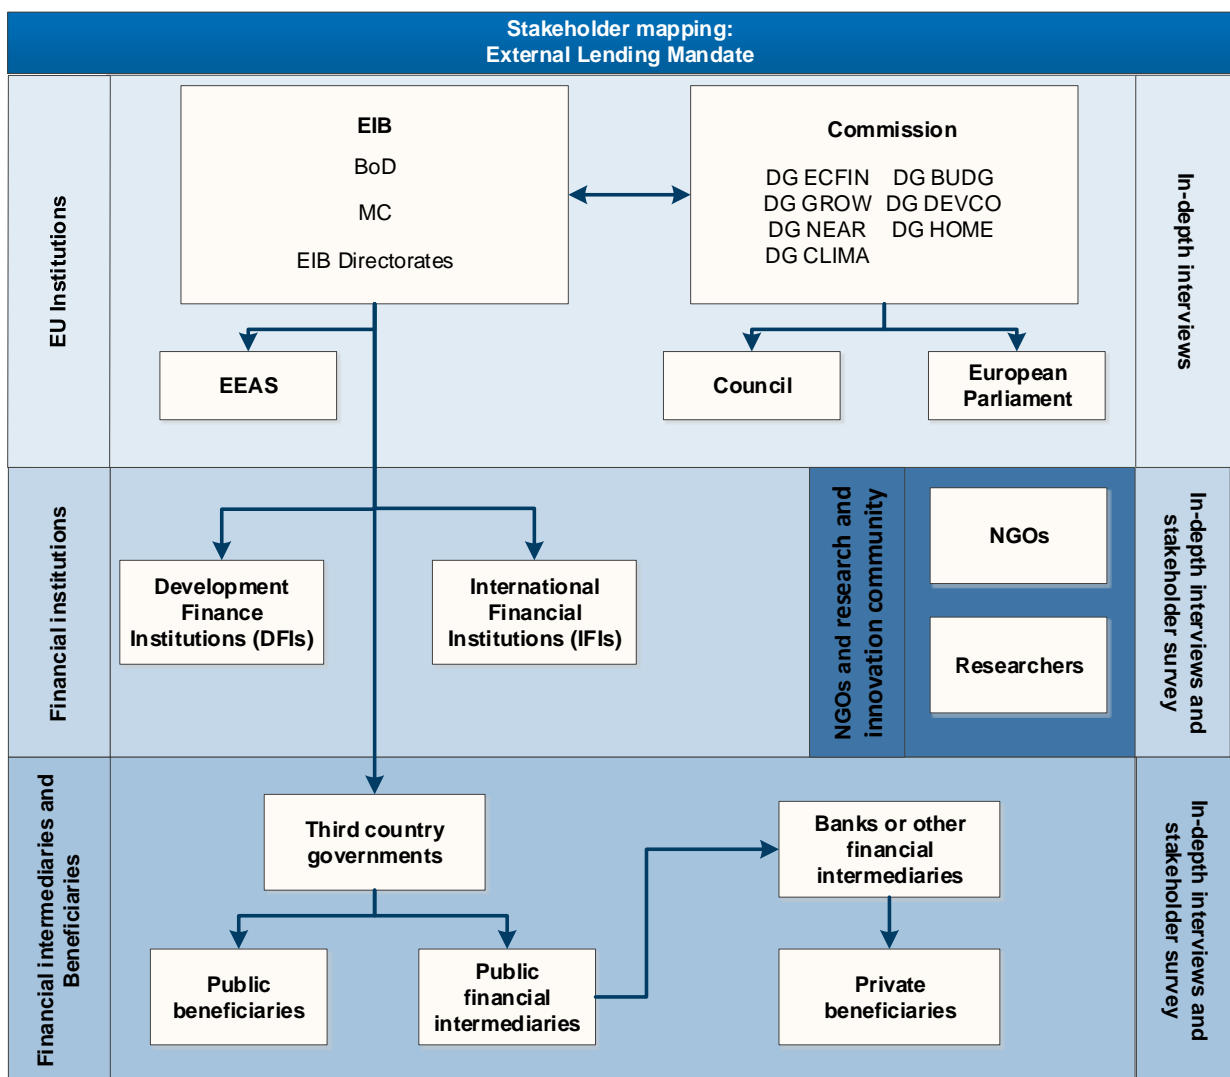 Stakeholder mapping:
External Lending Mandate
EU Institutions
EIB
BoD
MC
EIB Directorates
Commission
DG ECFIN DG BUDG
DG GROW DG DEVCO
DG NEAR DG HOME
DG CLIMA
EEAS
Council
European
Parliament
In-depth interviews
Financial institutions
Development
Finance
Institutions (DFIs)
International
Financial
Institutions (IFIs)
NGOs and research and
innovation community
NGOs
Researchers
In-depth interviews and
stakeholder survey
Financial intermediaries and
Beneficiaries
Third country
governments
Banks or other
financial
intermediaries
Public
beneficiaries
Public
financial
intermediaries
Private
beneficiaries
In-depth interviews and
stakeholder survey